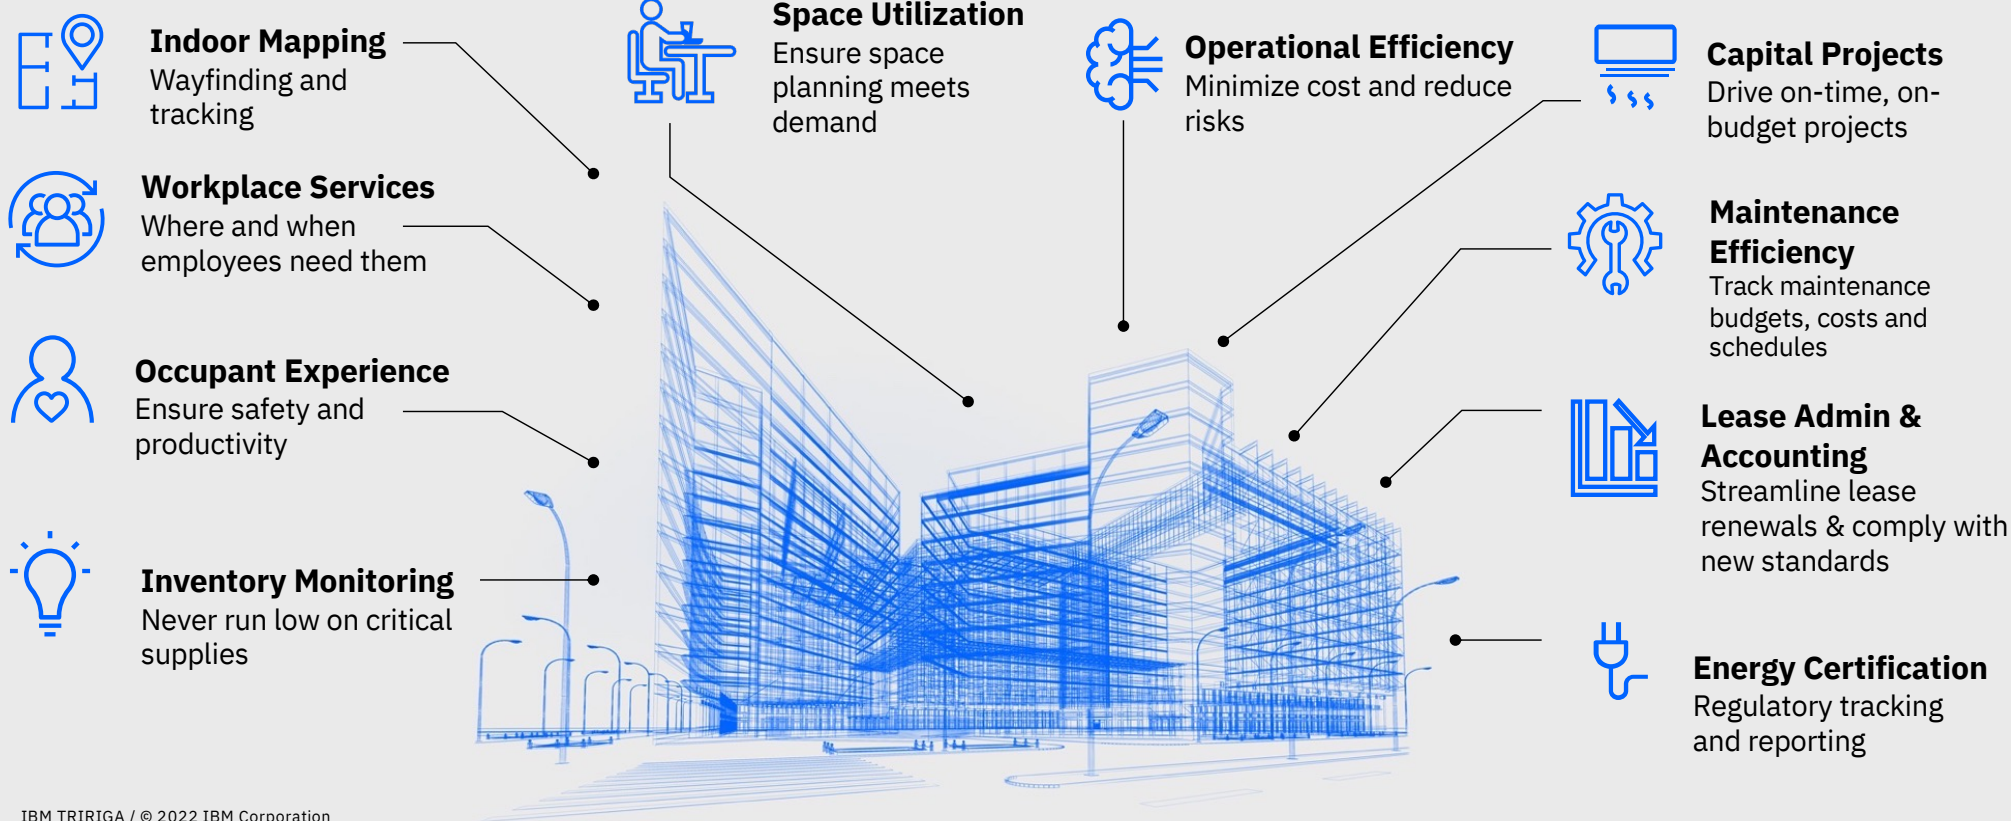 Indoor Mapping
Wayfinding and
tracking
Workplace Services
Where and when
employees need them
Occupant Experience
Ensure safety and
productivity
Inventory Monitoring
Never run low on critical
supplies
Space Utilization
Ensure space
planning meets
demand
Operational Efficiency
Minimize cost and reduce
risks
Capital Projects
Drive on-time, on-
budget projects
Maintenance
Efficiency
Track maintenance
budgets, costs and
schedules
Lease Admin &
Accounting
Streamline lease
renewals & comply with
new standards
Energy Certification
Regulatory tracking
and reporting
IBM TRIRIGA / © 2022 IBM Corporation